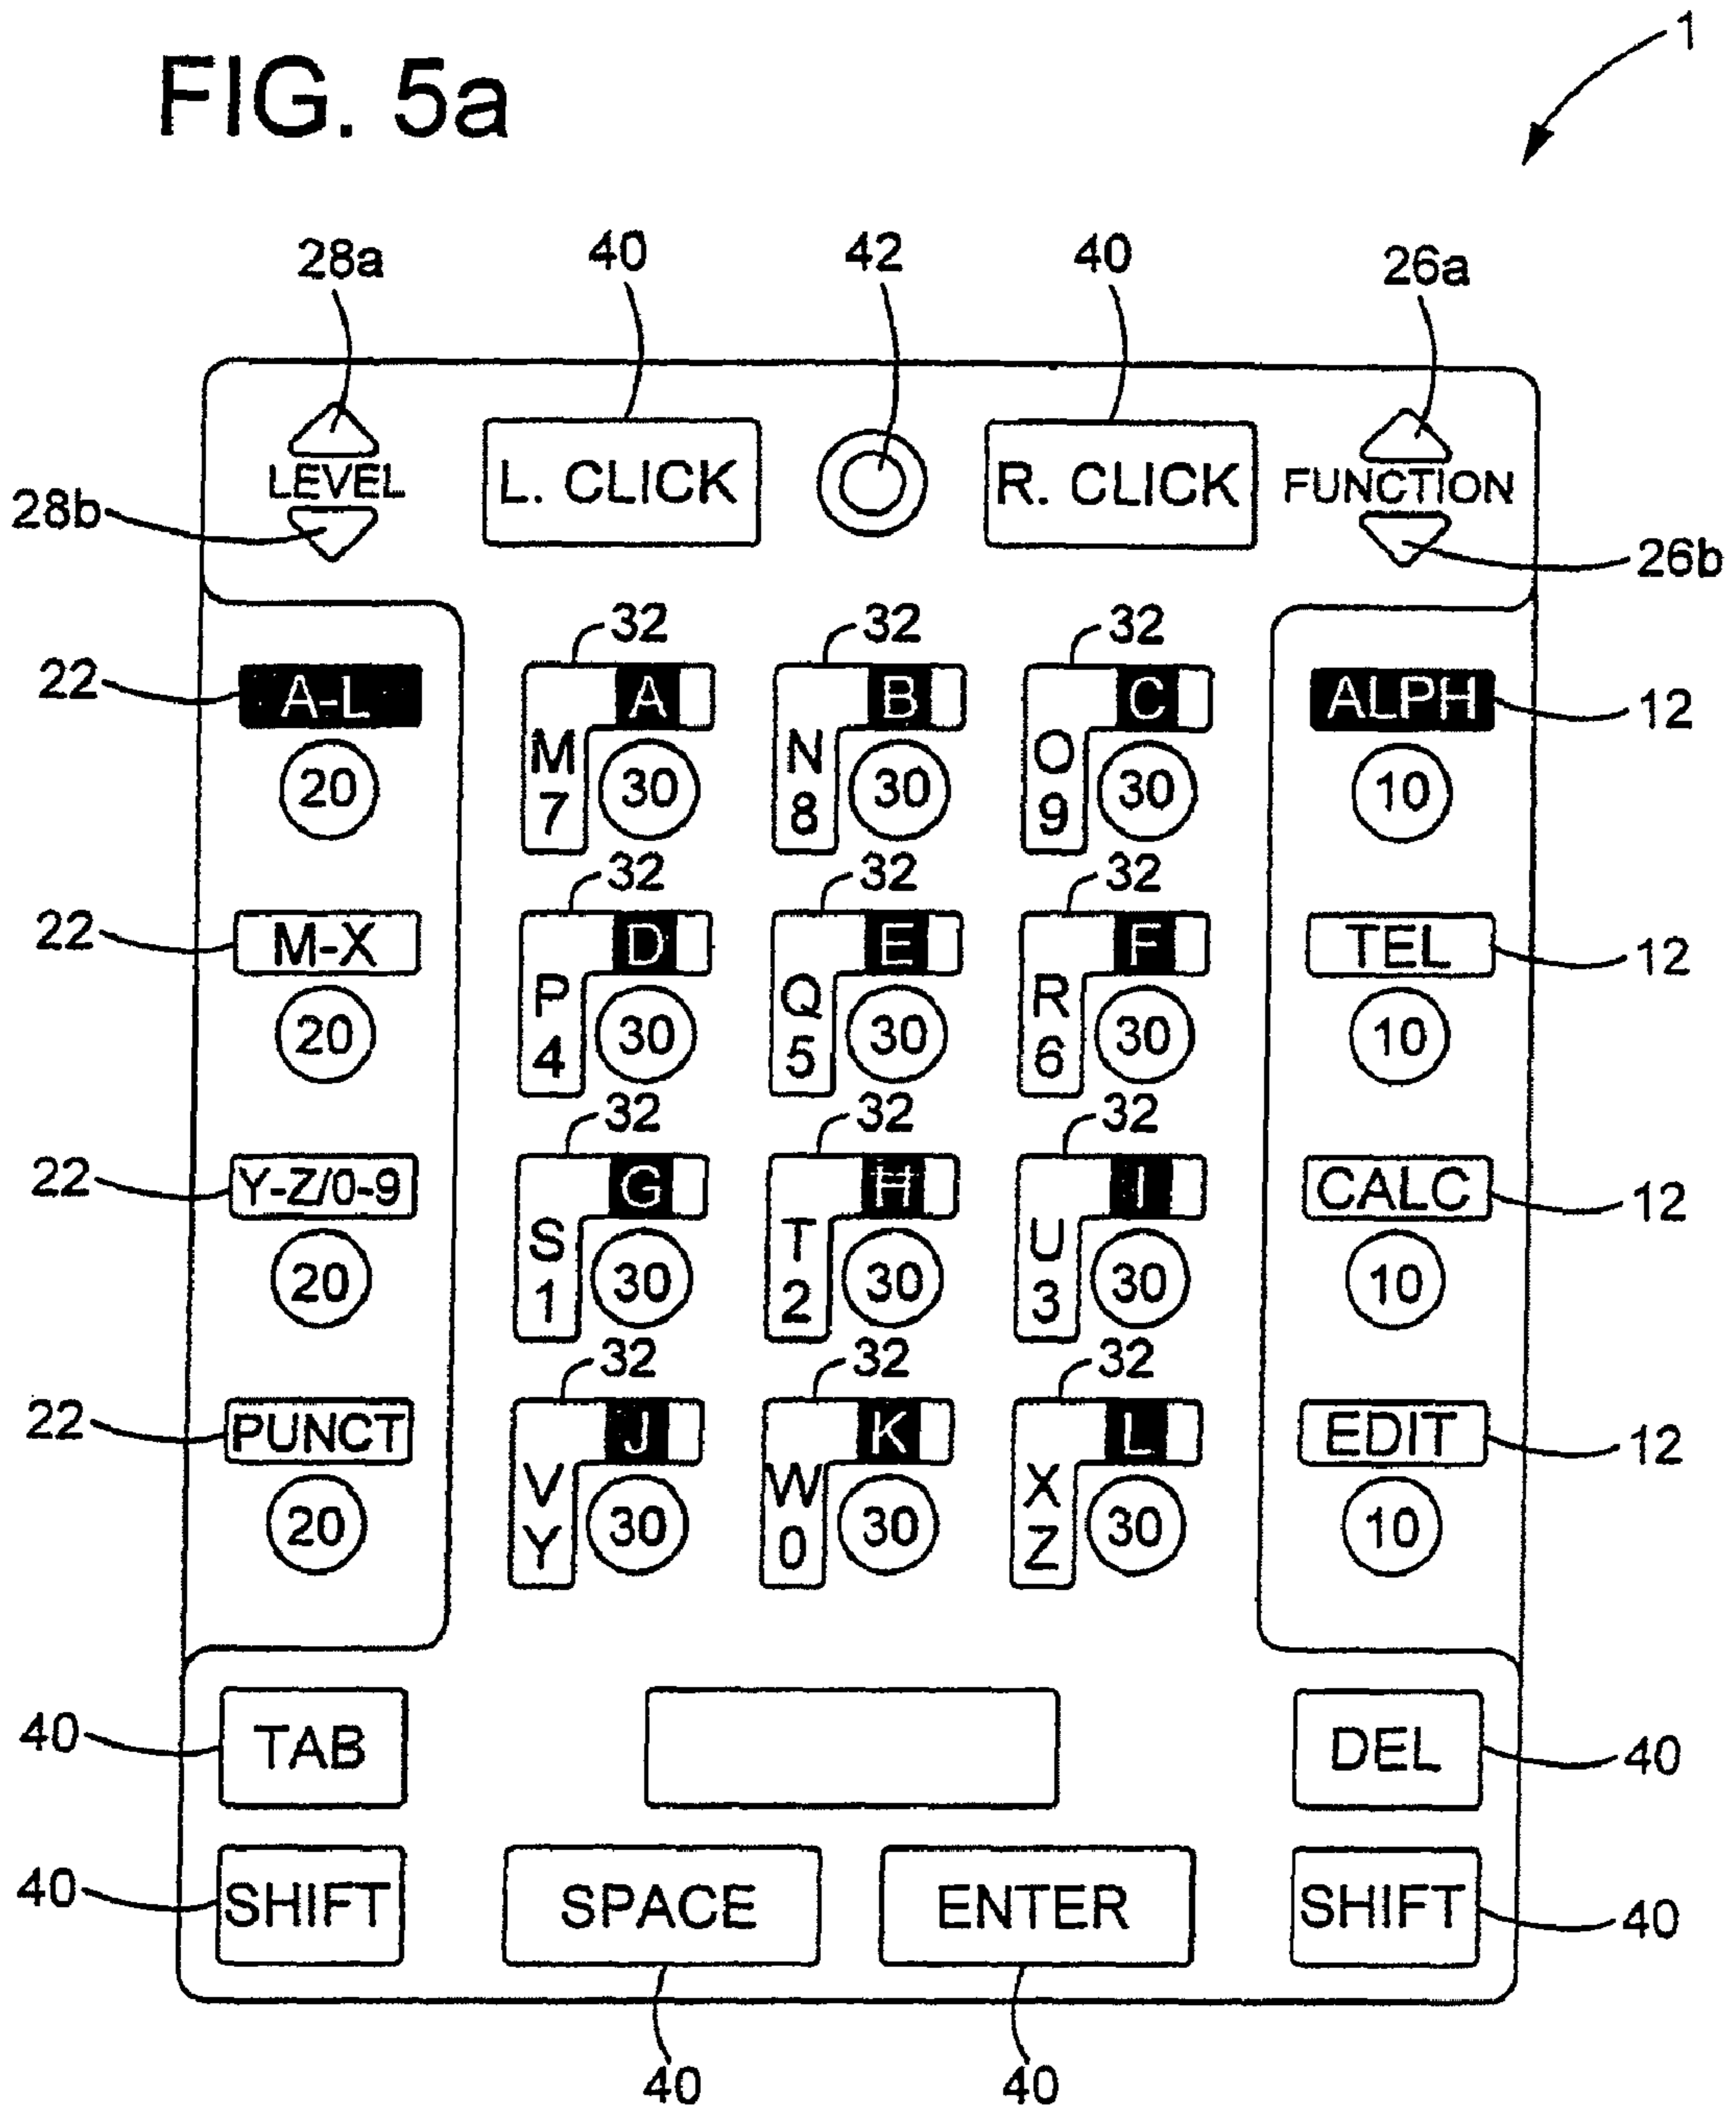 FIG. 5a
1
28a 40 42 40 26a
LEVEL L. CLICK R. CLICK FUNCTION
28b 26b
32 32 32
22 A-L A B C ALPH 12
M N O
20 7 30 8 30 9 30 10
32 32 32
22 M-X D E F TEL 12
P Q R
20 4 30 5 30 6 30 10
32 32 32
22 Y-Z/0-9 G H I CALC 12
S T U
20 1 30 2 30 3 30 10
32 32 32
22 PUNCT J K L EDIT 12
V W X
20 Y 30 0 30 Z 30 10
40 TAB DEL 40
40 SHIFT SPACE ENTER SHIFT 40
40 40